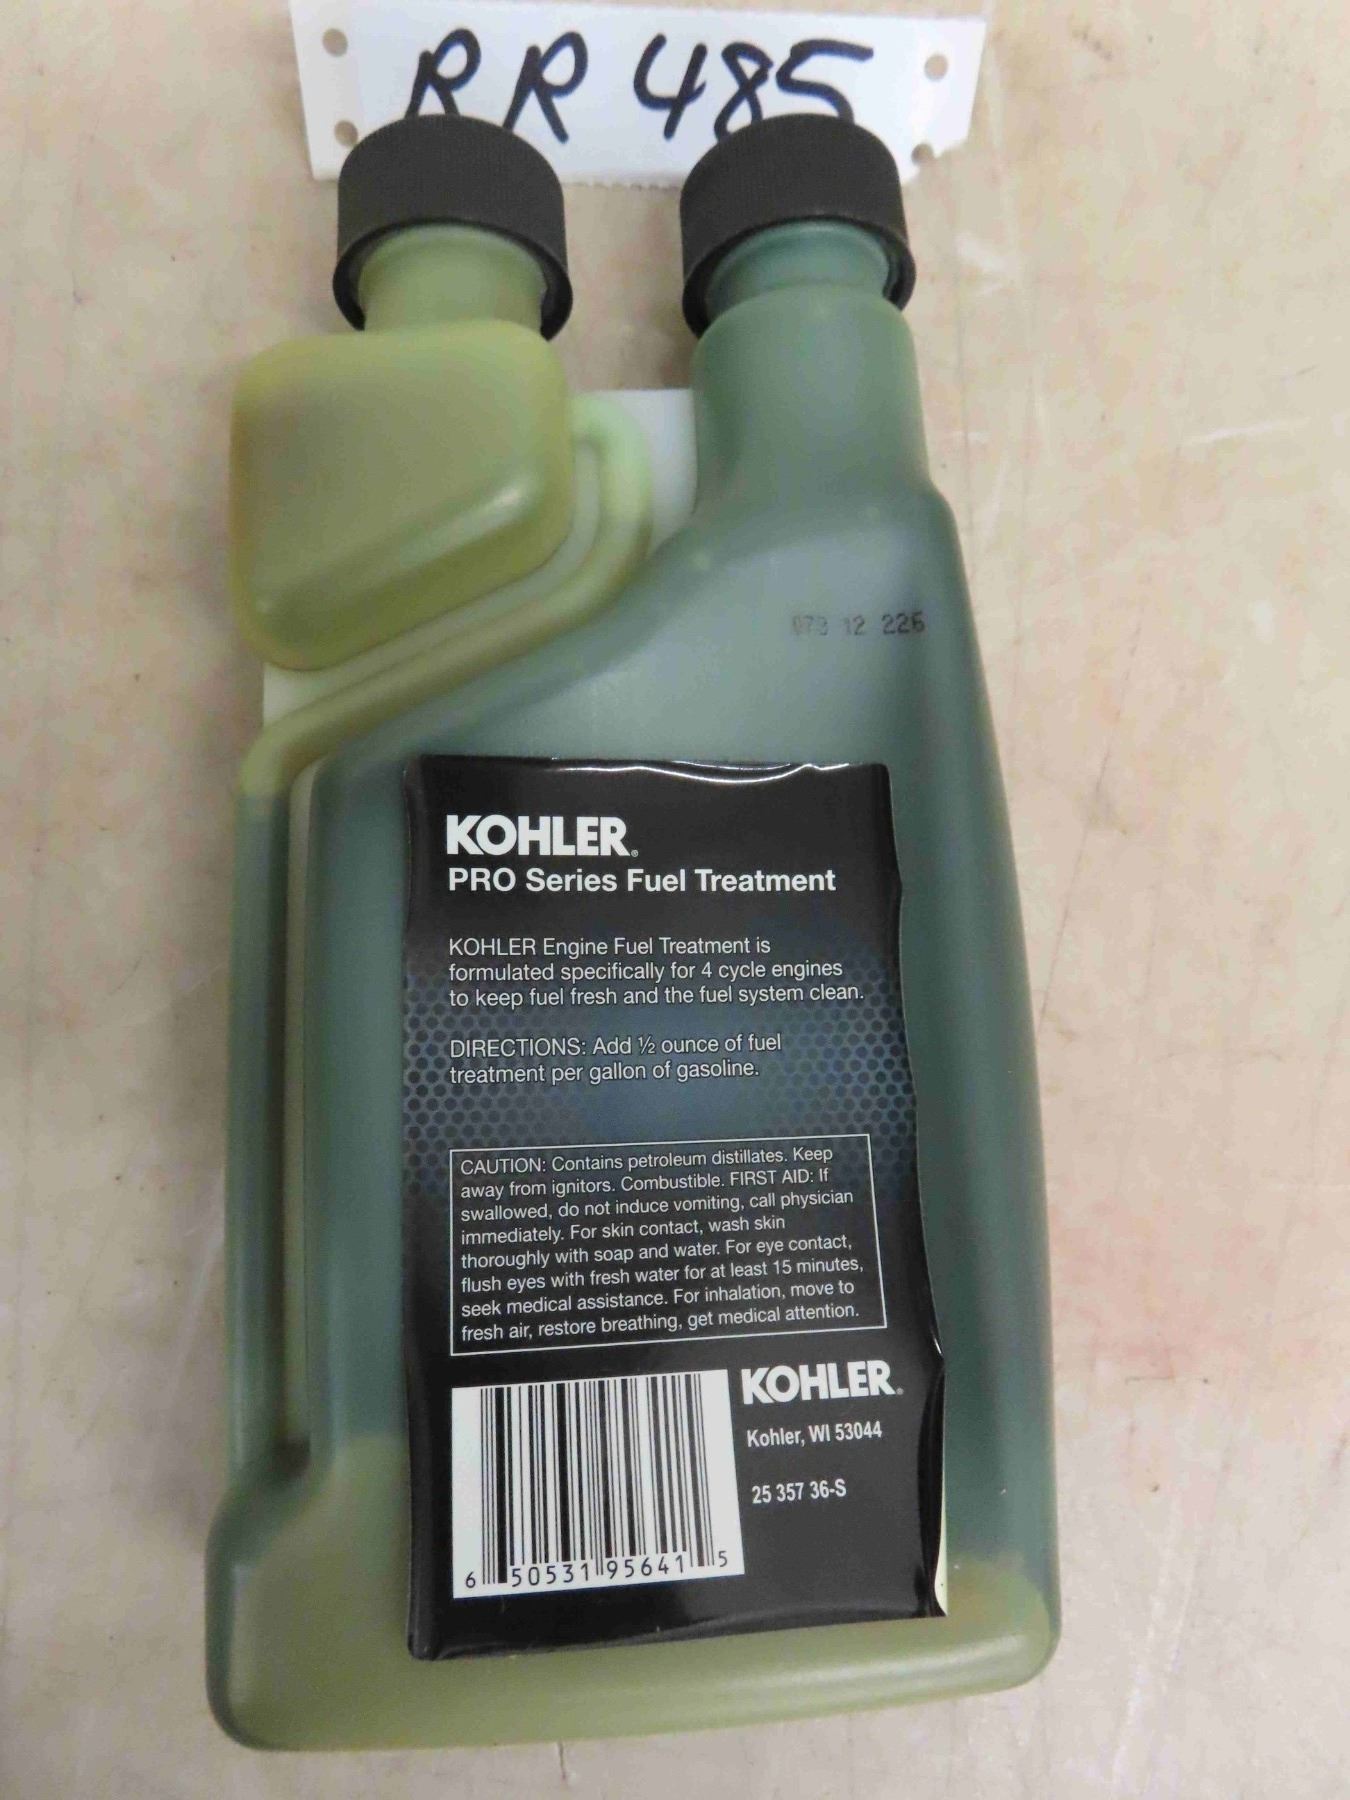 RR 485
073 12 226
KOHLER®
PRO Series Fuel Treatment
KOHLER Engine Fuel Treatment is
formulated specifically for 4 cycle engines
to keep fuel fresh and the fuel system clean.
DIRECTIONS: Add ½ ounce of fuel
treatment per gallon of gasoline.
CAUTION: Contains petroleum distillates. Keep
away from ignitors. Combustible. FIRST AID: If
swallowed, do not induce vomiting, call physician
immediately. For skin contact, wash skin
thoroughly with soap and water. For eye contact,
flush eyes with fresh water for at least 15 minutes,
seek medical assistance. For inhalation, move to
fresh air, restore breathing, get medical attention.
6 50531 95641 5
KOHLER®
Kohler, WI 53044
25 357 36-S